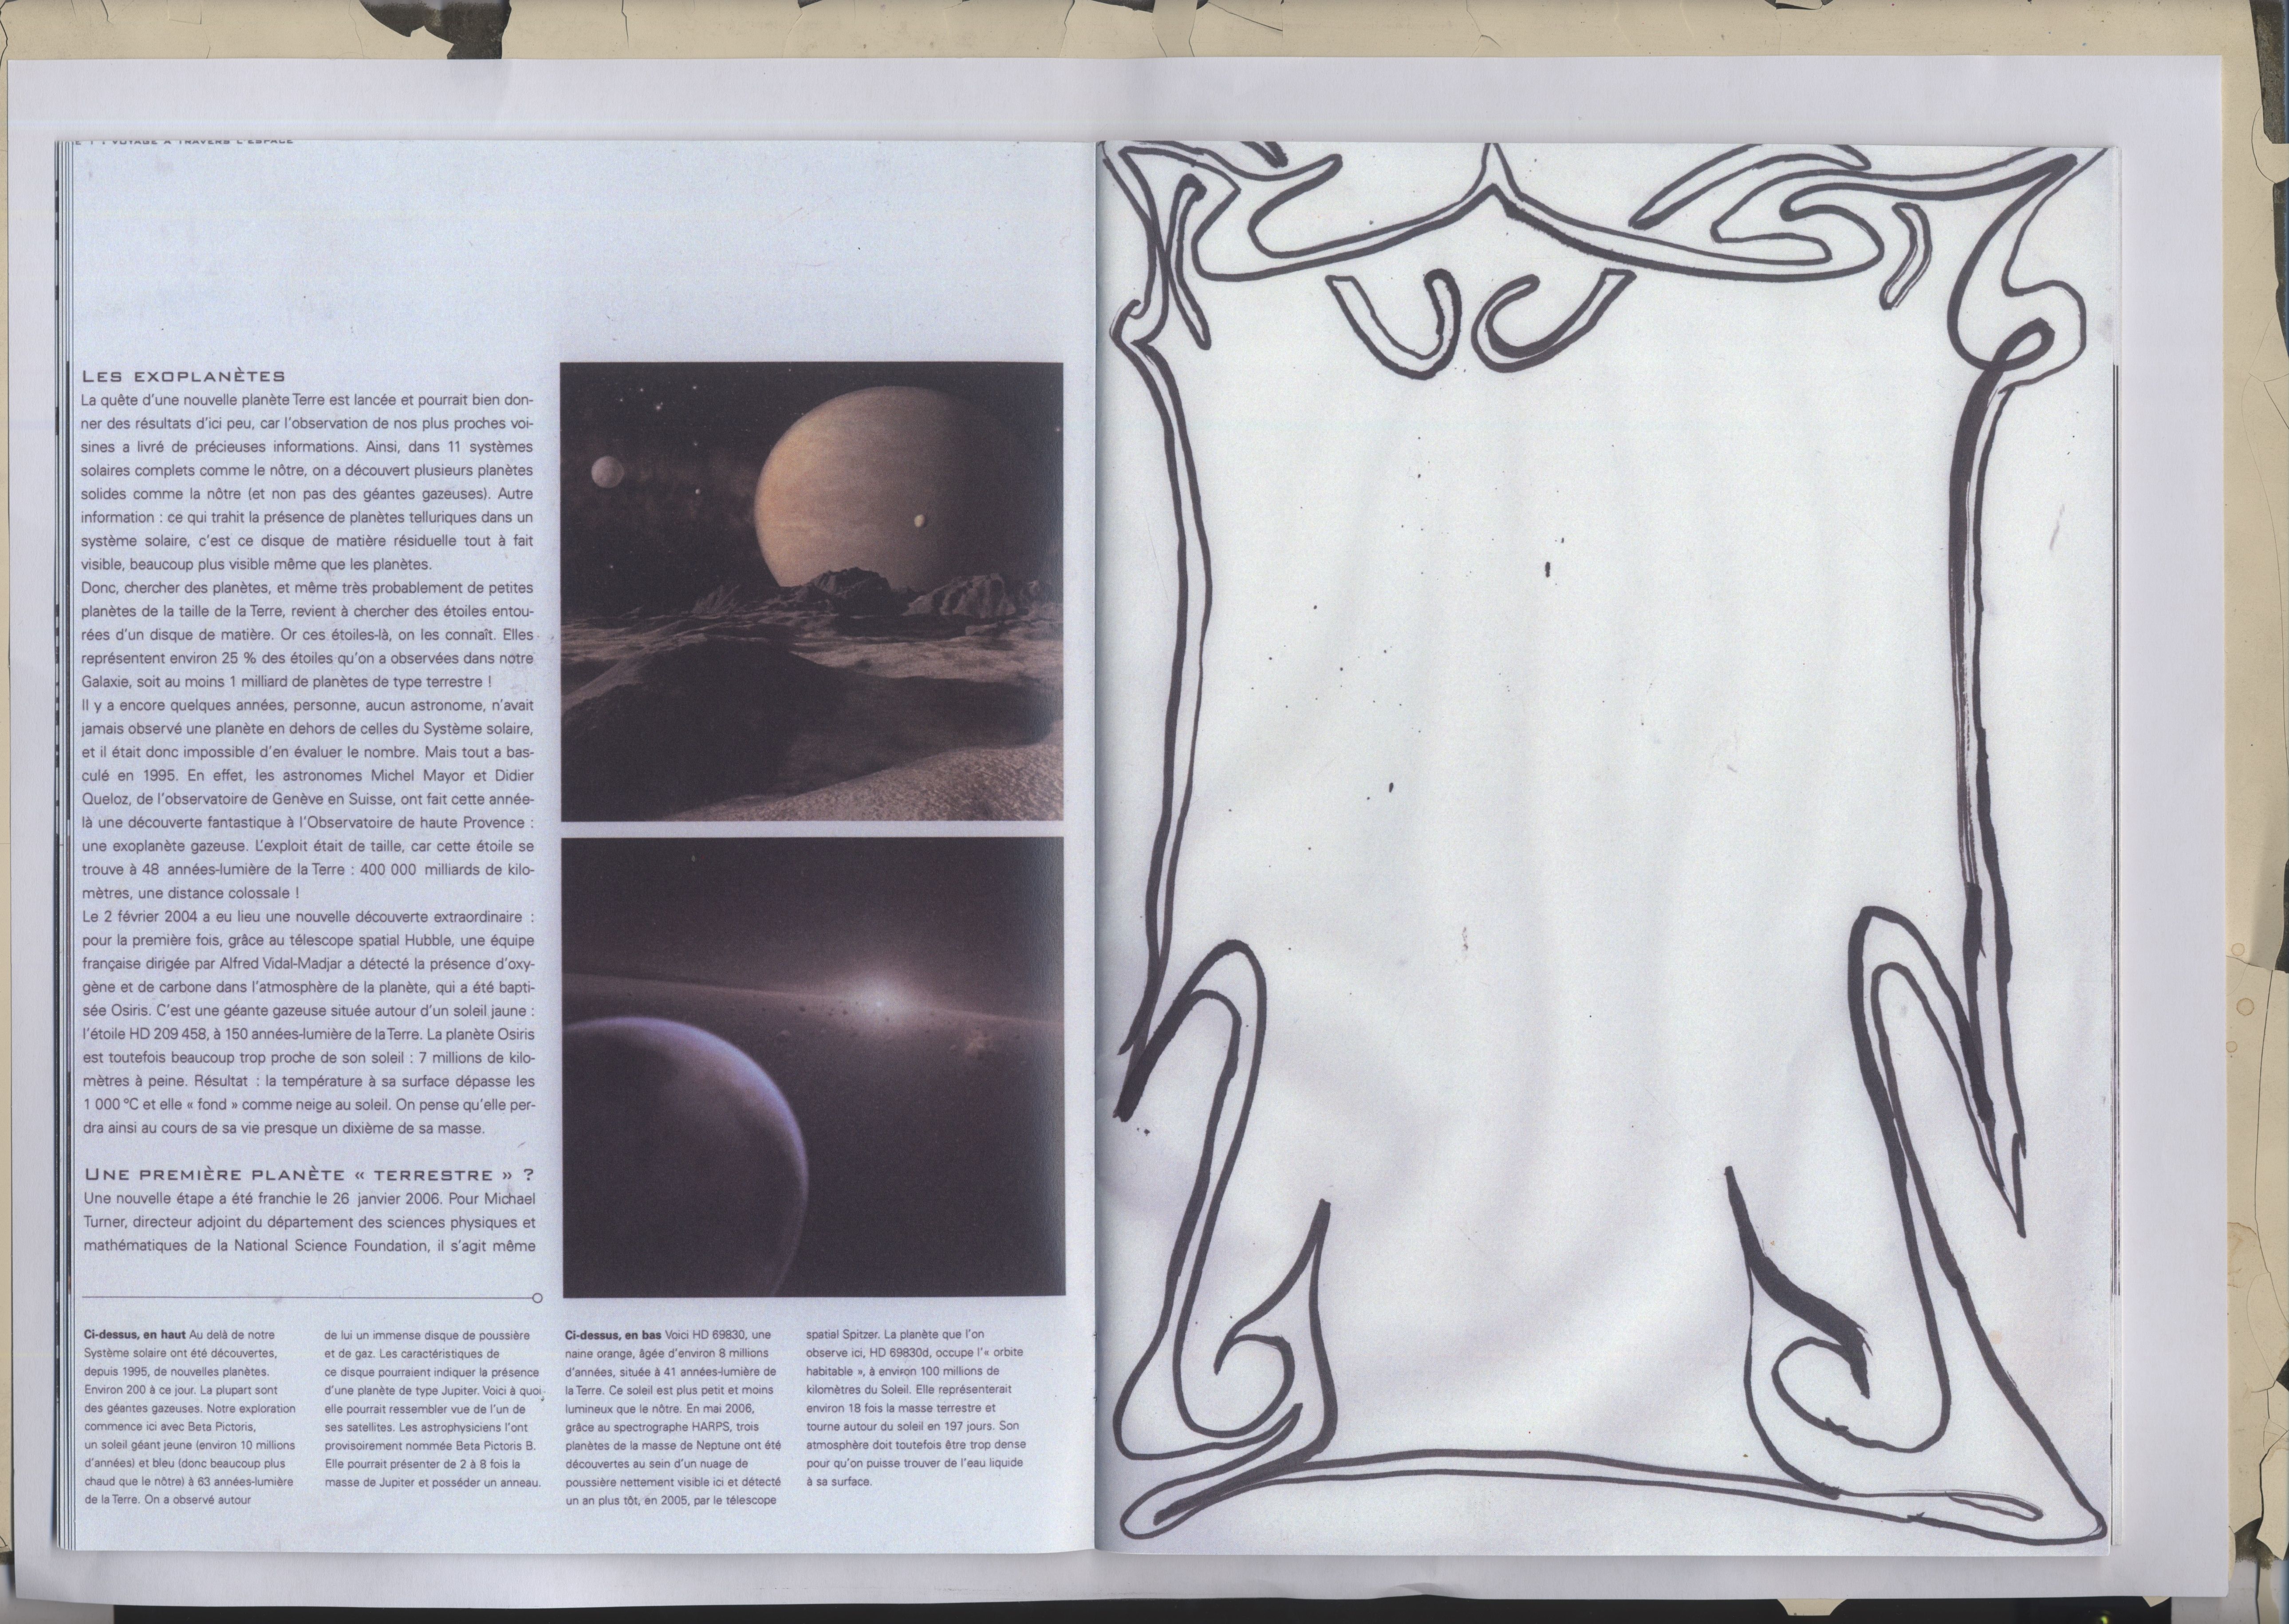 VOYAGE À TRAVERS L'ESPACE
LES EXOPLANÈTES
La quête d'une nouvelle planète Terre est lancée et pourrait bien don-
ner des résultats d'ici peu, car l'observation de nos plus proches voi-
sines a livré de précieuses informations. Ainsi, dans 11 systèmes
solaires complets comme le nôtre, on a découvert plusieurs planètes
solides comme la nôtre (et non pas des géantes gazeuses). Autre
information : ce qui trahit la présence de planètes telluriques dans un
système solaire, c'est ce disque de matière résiduelle tout à fait
visible, beaucoup plus visible même que les planètes.
Donc, chercher des planètes, et même très probablement de petites
planètes de la taille de la Terre, revient à chercher des étoiles entou-
rées d'un disque de matière. Or ces étoiles-là, on les connaît. Elles
représentent environ 25 % des étoiles qu'on a observées dans notre
Galaxie, soit au moins 1 milliard de planètes de type terrestre !
Il y a encore quelques années, personne, aucun astronome, n'avait
jamais observé une planète en dehors de celles du Système solaire,
et il était donc impossible d'en évaluer le nombre. Mais tout a bas-
culé en 1995. En effet, les astronomes Michel Mayor et Didier
Queloz, de l'observatoire de Genève en Suisse, ont fait cette année-
là une découverte fantastique à l'Observatoire de haute Provence :
une exoplanète gazeuse. L'exploit était de taille, car cette étoile se
trouve à 48 années-lumière de la Terre : 400 000 milliards de kilo-
mètres, une distance colossale !
Le 2 février 2004 a eu lieu une nouvelle découverte extraordinaire :
pour la première fois, grâce au télescope spatial Hubble, une équipe
française dirigée par Alfred Vidal-Madjar a détecté la présence d'oxy-
gène et de carbone dans l'atmosphère de la planète, qui a été bapti-
sée Osiris. C'est une géante gazeuse située autour d'un soleil jaune :
l'étoile HD 209 458, à 150 années-lumière de la Terre. La planète Osiris
est toutefois beaucoup trop proche de son soleil : 7 millions de kilo-
mètres à peine. Résultat : la température à sa surface dépasse les
1 000 °C et elle « fond » comme neige au soleil. On pense qu'elle per-
dra ainsi au cours de sa vie presque un dixième de sa masse.
UNE PREMIÈRE PLANÈTE « TERRESTRE » ?
Une nouvelle étape a été franchie le 26 janvier 2006. Pour Michael
Turner, directeur adjoint du département des sciences physiques et
mathématiques de la National Science Foundation, il s'agit même
Ci-dessus, en haut Au delà de notre
Système solaire ont été découvertes,
depuis 1995, de nouvelles planètes.
Environ 200 à ce jour. La plupart sont
des géantes gazeuses. Notre exploration
commence ici avec Beta Pictoris,
un soleil géant jeune (environ 10 millions
d'années) et bleu (donc beaucoup plus
chaud que le nôtre) à 63 années-lumière
de la Terre. On a observé autour
de lui un immense disque de poussière
et de gaz. Les caractéristiques de
ce disque pourraient indiquer la présence
d'une planète de type Jupiter. Voici à quoi
elle pourrait ressembler vue de l'un de
ses satellites. Les astrophysiciens l'ont
provisoirement nommée Beta Pictoris B.
Elle pourrait présenter de 2 à 8 fois la
masse de Jupiter et posséder un anneau.
Ci-dessus, en bas Voici HD 69830, une
naine orange, âgée d'environ 8 millions
d'années, située à 41 années-lumière de
la Terre. Ce soleil est plus petit et moins
lumineux que le nôtre. En mai 2006,
grâce au spectrographe HARPS, trois
planètes de la masse de Neptune ont été
découvertes au sein d'un nuage de
poussière nettement visible ici et détecté
un an plus tôt, en 2005, par le télescope
spatial Spitzer. La planète que l'on
observe ici, HD 69830d, occupe l'« orbite
habitable », à environ 100 millions de
kilomètres du Soleil. Elle représenterait
environ 18 fois la masse terrestre et
tourne autour du soleil en 197 jours. Son
atmosphère doit toutefois être trop dense
pour qu'on puisse trouver de l'eau liquide
à sa surface.